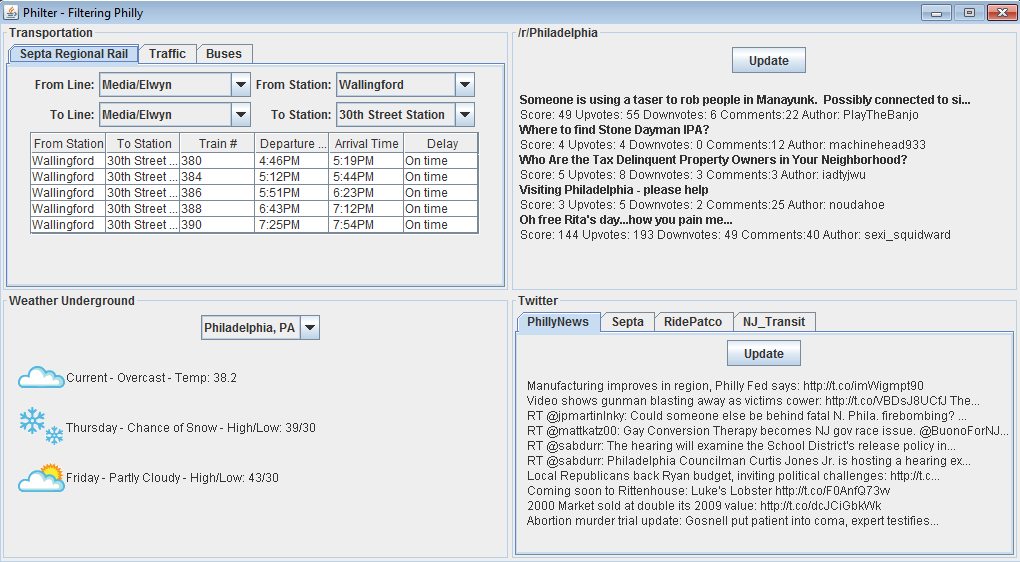 Philter - Filtering Philly
Transportation
Septa Regional Rail Traffic Buses
From Line: Media/Elwyn From Station: Wallingford
To Line: Media/Elwyn To Station: 30th Street Station
From Station To Station Train # Departure ... Arrival Time Delay
Wallingford 30th Street ... 380 4:46PM 5:19PM On time
Wallingford 30th Street ... 384 5:12PM 5:44PM On time
Wallingford 30th Street ... 386 5:51PM 6:23PM On time
Wallingford 30th Street ... 388 6:43PM 7:12PM On time
Wallingford 30th Street ... 390 7:25PM 7:54PM On time
/r/Philadelphia
Update
Someone is using a taser to rob people in Manayunk. Possibly connected to si...
Score: 49 Upvotes: 55 Downvotes: 6 Comments:22 Author: PlayTheBanjo
Where to find Stone Dayman IPA?
Score: 4 Upvotes: 4 Downvotes: 0 Comments:12 Author: machinehead933
Who Are the Tax Delinquent Property Owners in Your Neighborhood?
Score: 5 Upvotes: 8 Downvotes: 3 Comments:3 Author: iadtyjwu
Visiting Philadelphia - please help
Score: 3 Upvotes: 5 Downvotes: 2 Comments:25 Author: noudahoe
Oh free Rita's day...how you pain me...
Score: 144 Upvotes: 193 Downvotes: 49 Comments:40 Author: sexi_squidward
Weather Underground
Philadelphia, PA
Current - Overcast - Temp: 38.2
Thursday - Chance of Snow - High/Low: 39/30
Friday - Partly Cloudy - High/Low: 43/30
Twitter
PhillyNews Septa RidePatco NJ_Transit
Update
Manufacturing improves in region, Philly Fed says: http://t.co/imWigmpt90
Video shows gunman blasting away as victims cower: http://t.co/VBDsJ8UCfJ The...
RT @jpmartinInky: Could someone else be behind fatal N. Phila. firebombing? ...
RT @mattkatz00: Gay Conversion Therapy becomes NJ gov race issue. @BuonoForNJ...
RT @sabdurr: The hearing will examine the School District's release policy in...
RT @sabdurr: Philadelphia Councilman Curtis Jones Jr. is hosting a hearing ex...
Local Republicans back Ryan budget, inviting political challenges: http://t.c...
Coming soon to Rittenhouse: Luke's Lobster http://t.co/F0AnfQ73vv
2000 Market sold at double its 2009 value: http://t.co/dcJCiGbkWk
Abortion murder trial update: Gosnell put patient into coma, expert testifies...